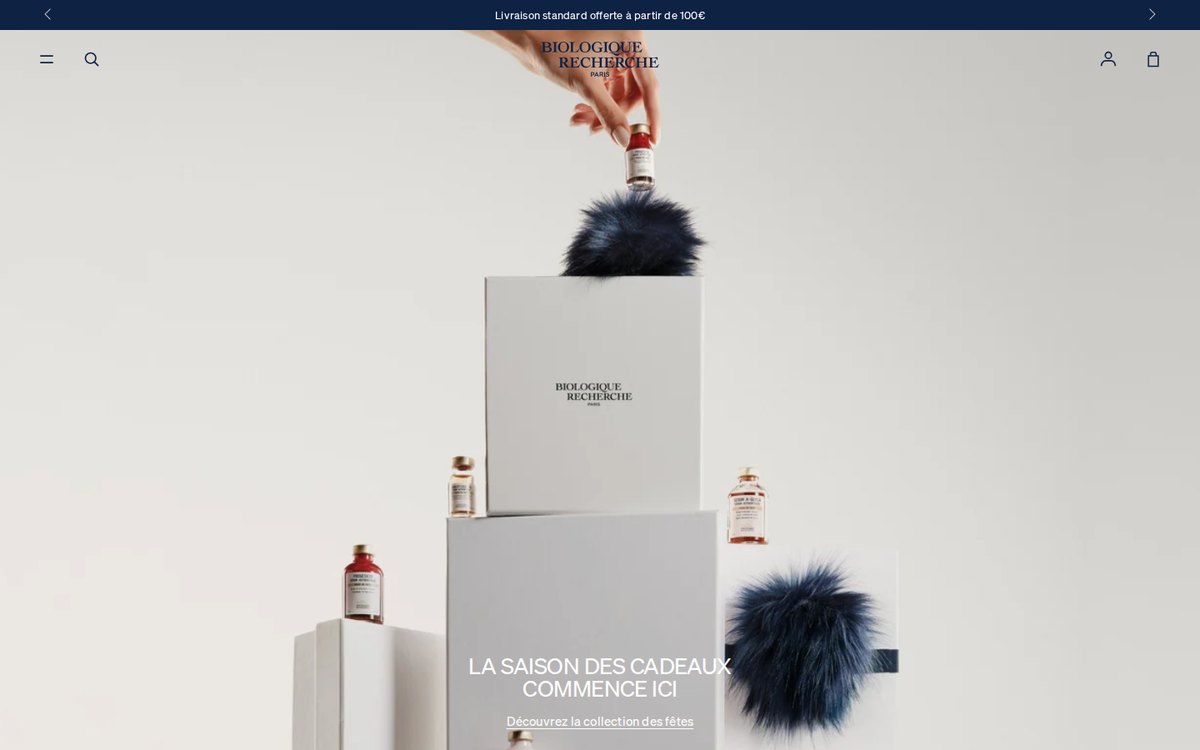 Livraison standard offerte à partir de 100€
BIOLOGIQUE
RECHERCHE
PARIS
BIOLOGIQUE
RECHERCHE
PARIS
LA SAISON DES CADEAUX
COMMENCE ICI
Découvrez la collection des fêtes